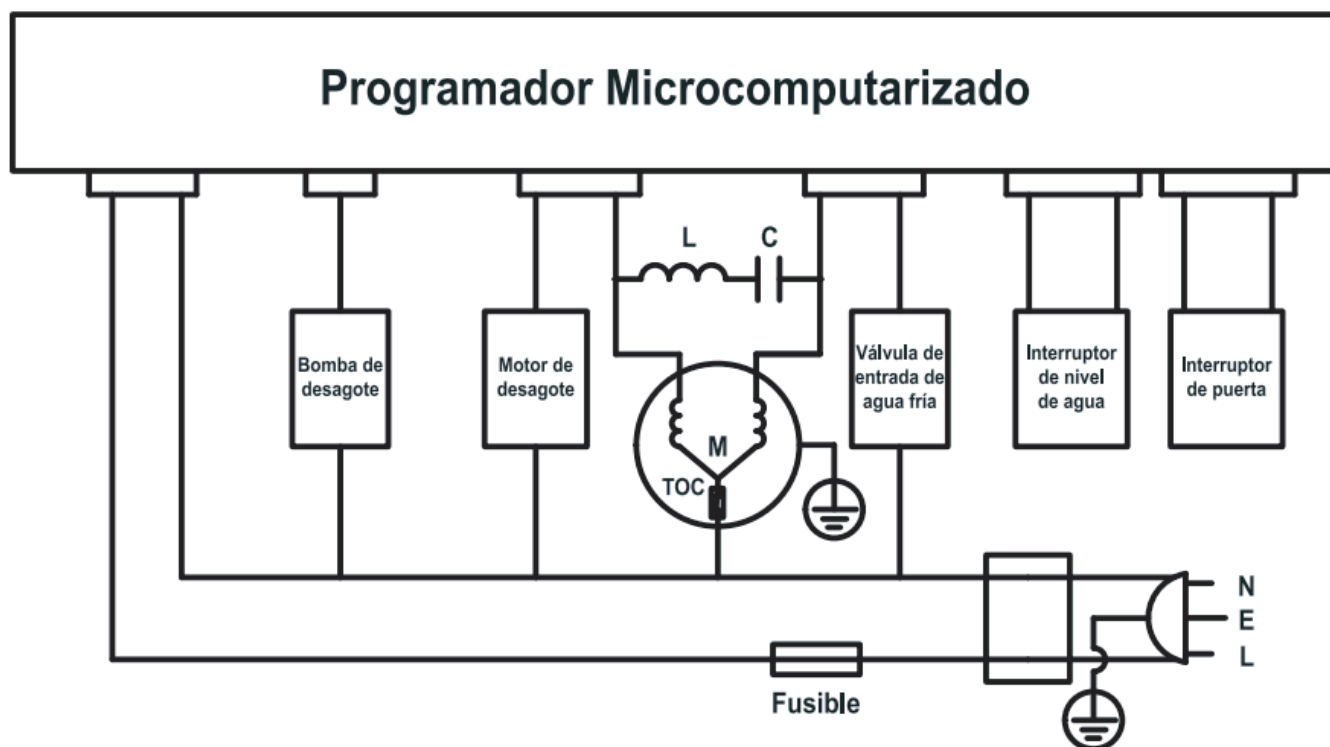 Programador Microcomputarizado
L
C
Bomba de
desagote
Motor de
desagote
M
TOC
Válvula de
entrada de
agua fría
Interruptor
de nivel
de agua
Interruptor
de puerta
N
E
L
Fusible